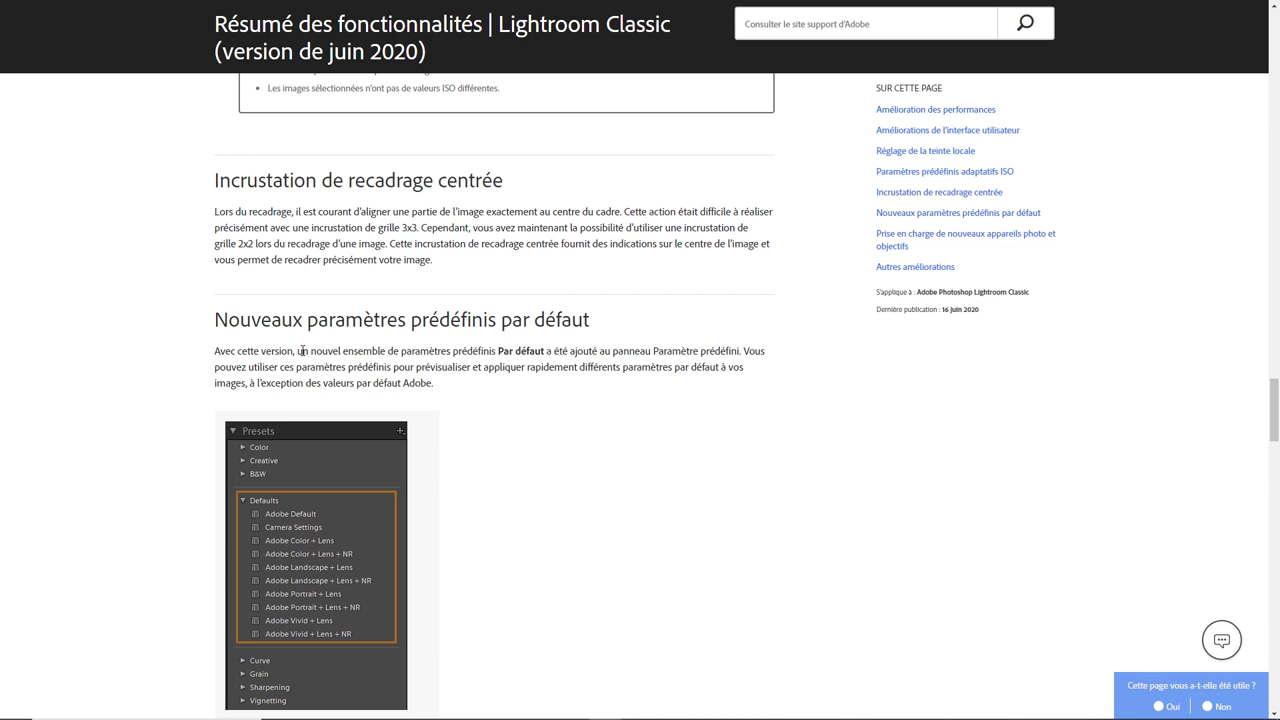 Résumé des fonctionnalités | Lightroom Classic
(version de juin 2020)
Consulter le site support d'Adobe
Les images sélectionnées n'ont pas de valeurs ISO différentes.
Incrustation de recadrage centrée
Lors du recadrage, il est courant d'aligner une partie de l'image exactement au centre du cadre. Cette action était difficile à réaliser
précisément avec une incrustation de grille 3x3. Cependant, vous avez maintenant la possibilité d'utiliser une incrustation de
grille 2x2 lors du recadrage d'une image. Cette incrustation de recadrage centrée fournit des indications sur le centre de l'image et
vous permet de recadrer précisément votre image.
Nouveaux paramètres prédéfinis par défaut
Avec cette version, un nouvel ensemble de paramètres prédéfinis Par défaut a été ajouté au panneau Paramètre prédéfini. Vous
pouvez utiliser ces paramètres prédéfinis pour prévisualiser et appliquer rapidement différents paramètres par défaut à vos
images, à l'exception des valeurs par défaut Adobe.
Presets
Color
Creative
B&W
Defaults
Adobe Default
Camera Settings
Adobe Color + Lens
Adobe Color + Lens + NR
Adobe Landscape + Lens
Adobe Landscape + Lens + NR
Adobe Portrait + Lens
Adobe Portrait + Lens + NR
Adobe Vivid + Lens
Adobe Vivid + Lens + NR
Curve
Grain
Sharpening
Vignetting
SUR CETTE PAGE
Amélioration des performances
Améliorations de l'interface utilisateur
Réglage de la teinte locale
Paramètres prédéfinis adaptatifs ISO
Incrustation de recadrage centrée
Nouveaux paramètres prédéfinis par défaut
Prise en charge de nouveaux appareils photo et
objectifs
Autres améliorations
S'applique à : Adobe Photoshop Lightroom Classic
Dernière publication : 16 juin 2020
Cette page vous a-t-elle été utile ?
Oui
Non